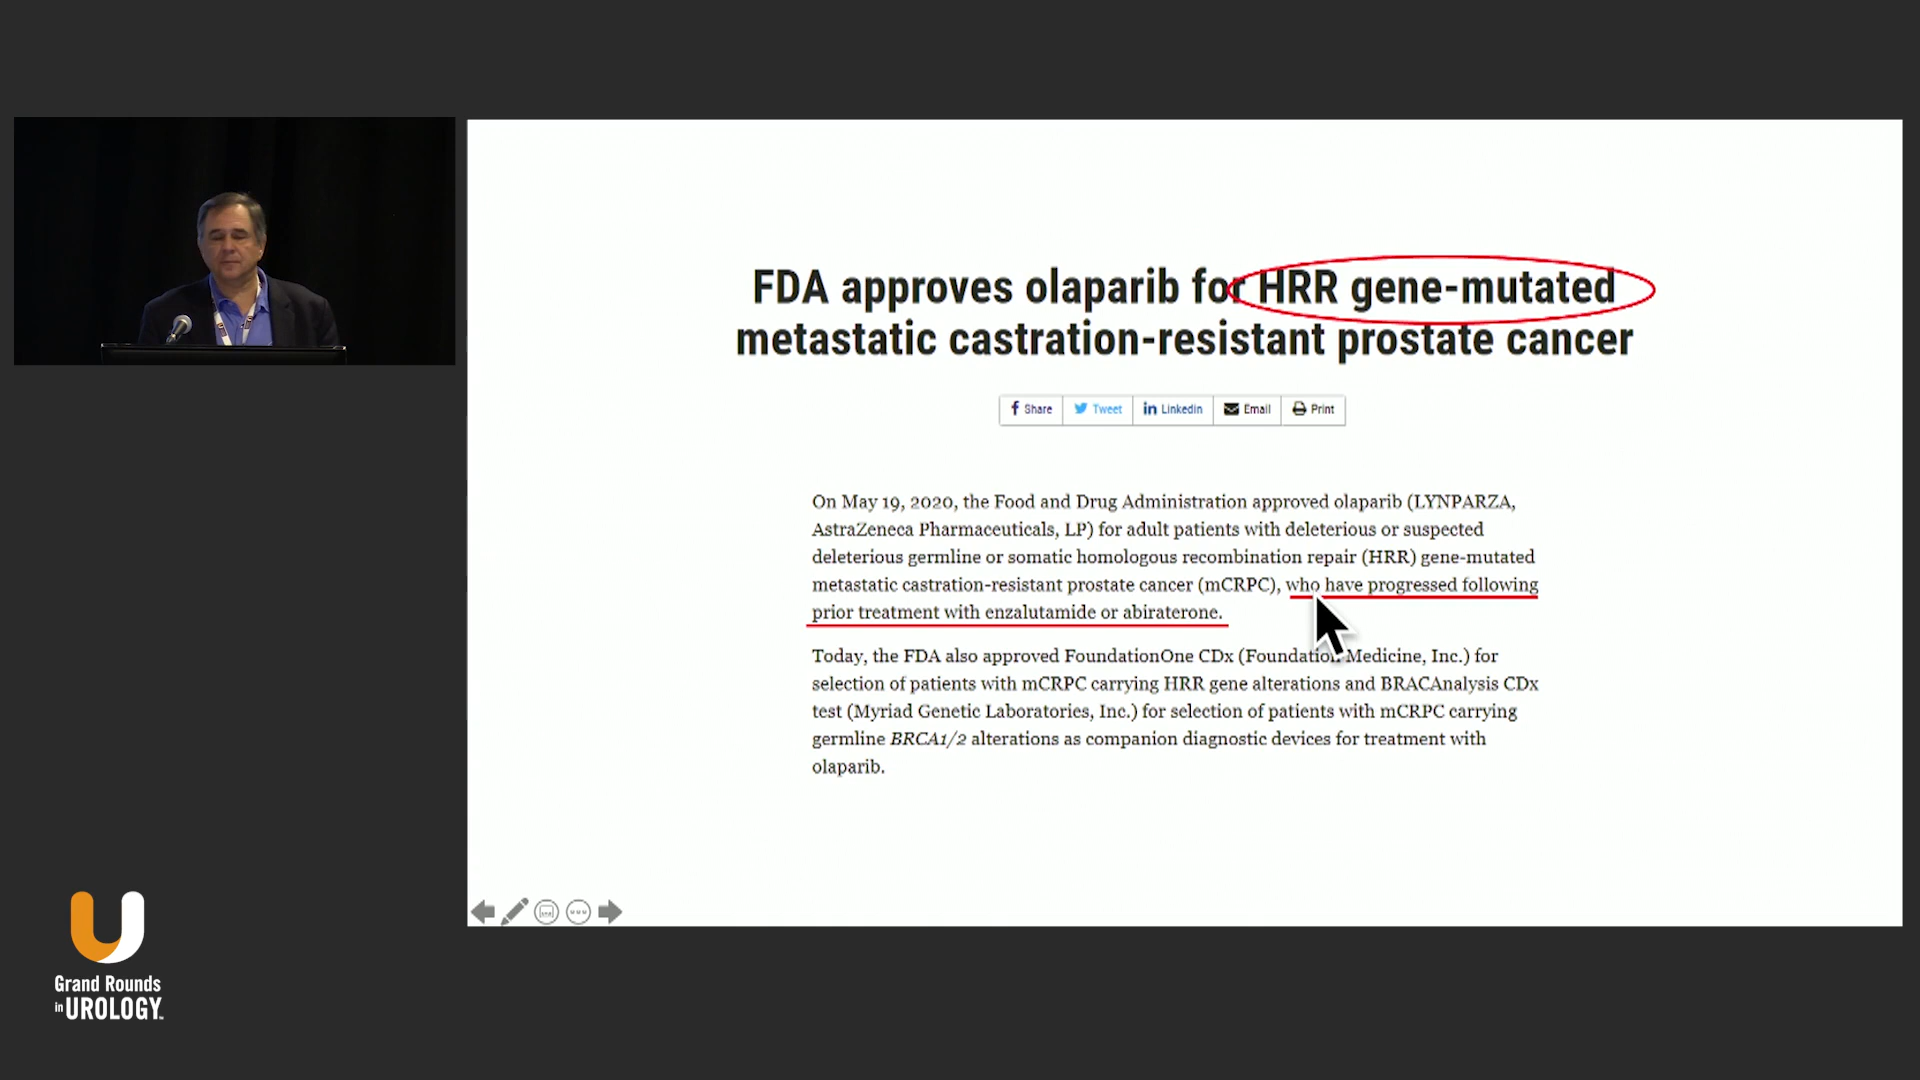 FDA approves olaparib for HRR gene-mutated
metastatic castration-resistant prostate cancer
Share Tweet Linkedin Email Print
On May 19, 2020, the Food and Drug Administration approved olaparib (LYNPARZA,
AstraZeneca Pharmaceuticals, LP) for adult patients with deleterious or suspected
deleterious germline or somatic homologous recombination repair (HRR) gene-mutated
metastatic castration-resistant prostate cancer (mCRPC), who have progressed following
prior treatment with enzalutamide or abiraterone.
Today, the FDA also approved FoundationOne CDx (Foundation Medicine, Inc.) for
selection of patients with mCRPC carrying HRR gene alterations and BRACAnalysis CDx
test (Myriad Genetic Laboratories, Inc.) for selection of patients with mCRPC carrying
germline BRCA1/2 alterations as companion diagnostic devices for treatment with
olaparib.
Grand Rounds
in UROLOGY